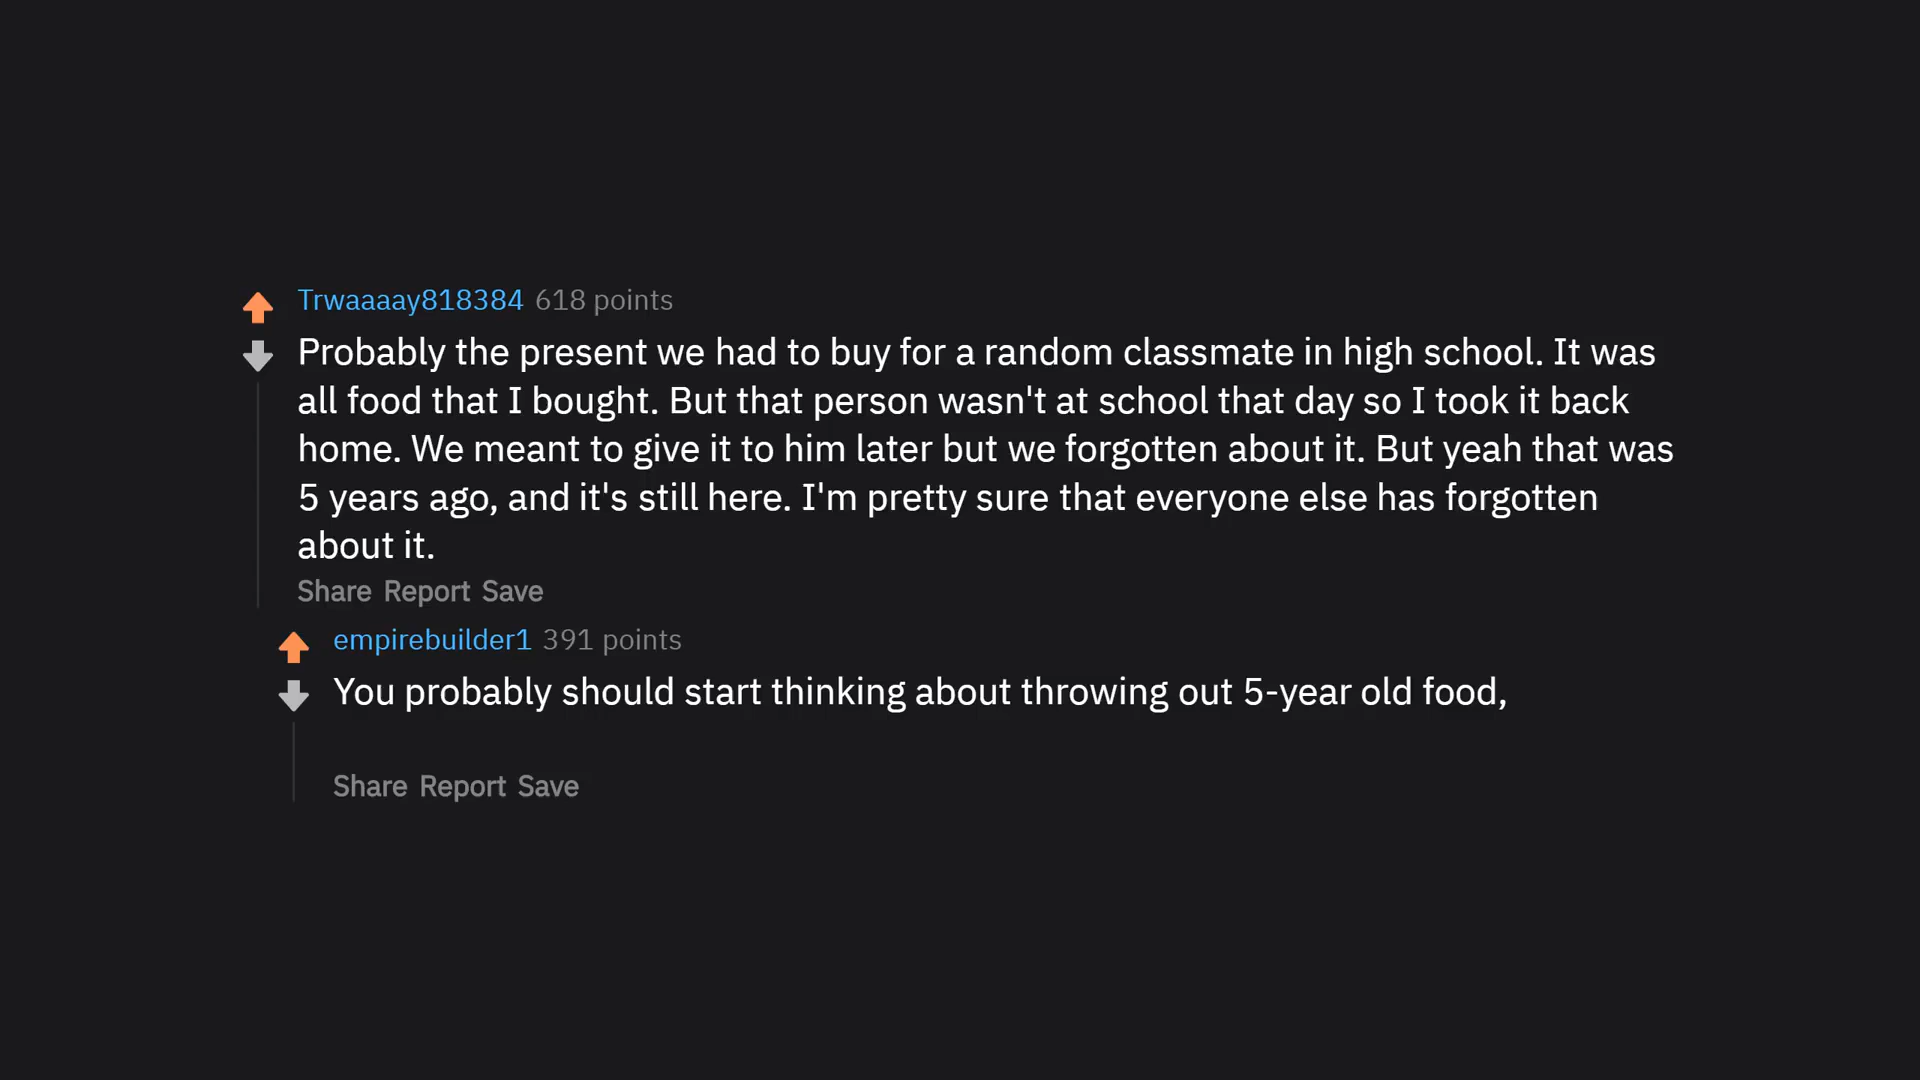 Trwaaaay818384 618 points
Probably the present we had to buy for a random classmate in high school. It was
all food that I bought. But that person wasn't at school that day so I took it back
home. We meant to give it to him later but we forgotten about it. But yeah that was
5 years ago, and it's still here. I'm pretty sure that everyone else has forgotten
about it.
Share Report Save
empirebuilder1 391 points
You probably should start thinking about throwing out 5-year old food,
Share Report Save